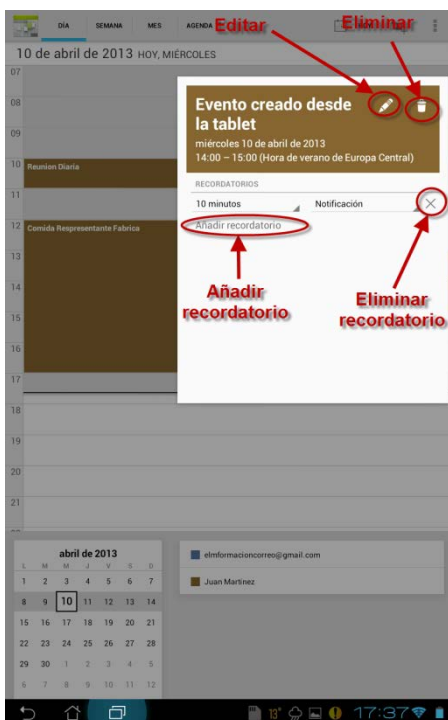 DÍA SEMANA MES AGENDA Editar Eliminar
10 de abril de 2013 HOY, MIÉRCOLES
07
08
Evento creado desde
la tablet
09
miércoles 10 de abril de 2013
14:00 – 15:00 (Hora de verano de Europa Central)
10 Reunion Diaria
RECORDATORIOS
11
10 minutos Notificación
12 Comida Respresentante Fabrica
Añadir recordatorio
13
14
Añadir
recordatorio
Eliminar
recordatorio
15
16
17
18
19
20
21
abril de 2013
L M M J V S D
1 2 3 4 5 6 7
8 9 10 11 12 13 14
15 16 17 18 19 20 21
22 23 24 25 26 27 28
29 30 1 2 3 4 5
6 7 8 9 10 11 12
elmformacioncorreo@gmail.com
Juan Martinez
13° 17:37